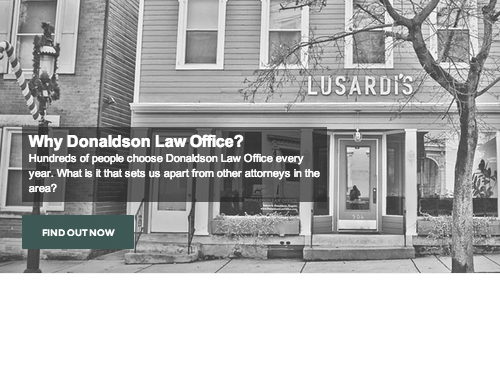 LUSARDI'S
Why Donaldson Law Office?
Hundreds of people choose Donaldson Law Office every
year. What is it that sets us apart from other attorneys in the
area?
FIND OUT NOW